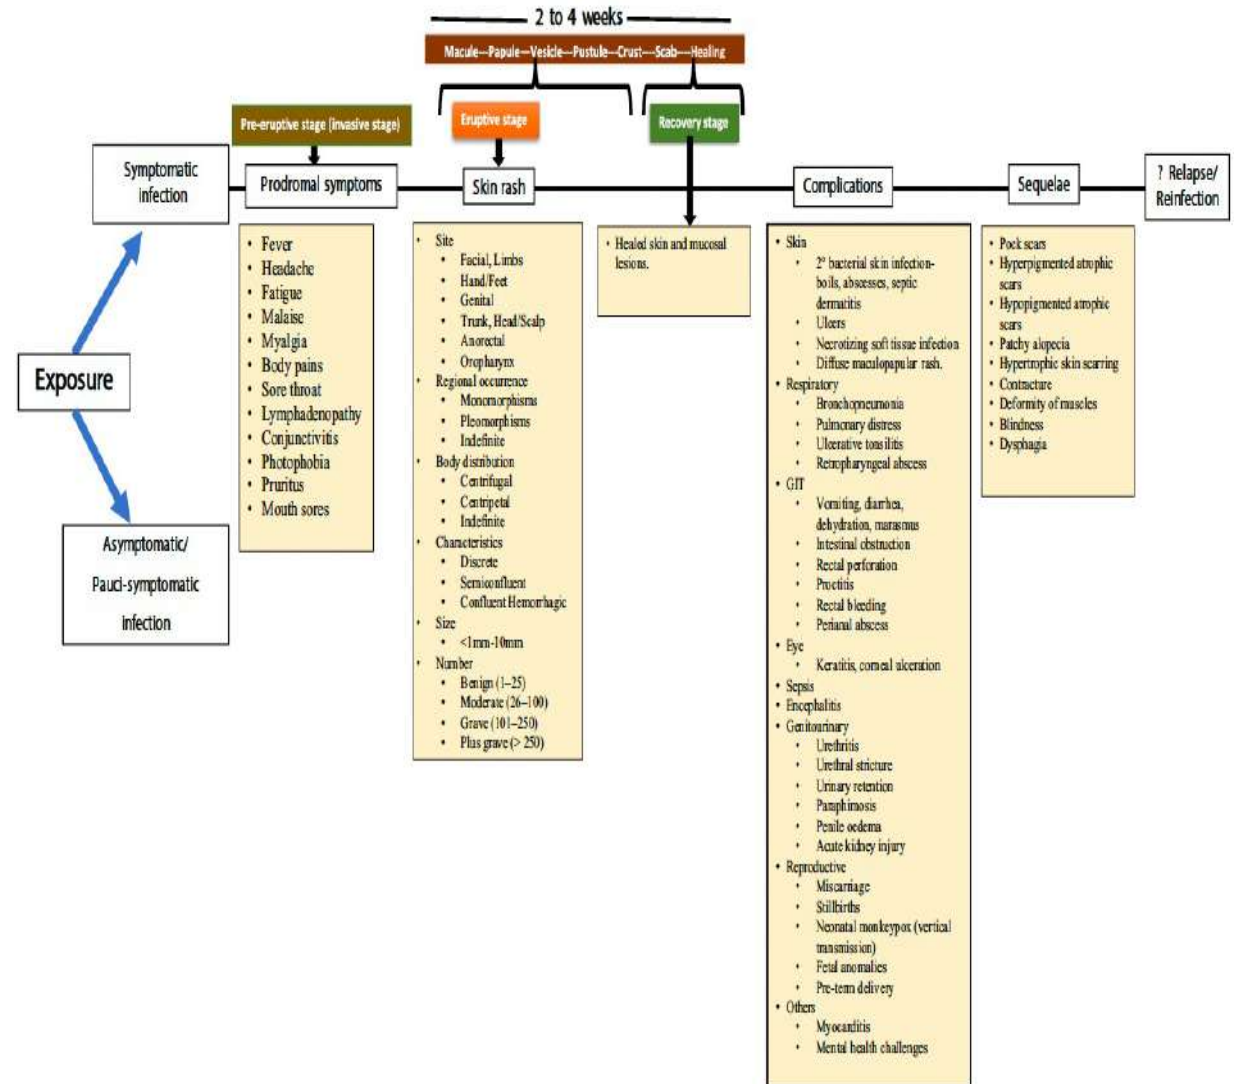 2 to 4 weeks
Macule---Papule---Vesicle---Pustule---Crust----Scab----Healing
Pre-eruptive stage (invasive stage)
Eruptive stage
Recovery stage
Symptomatic
infection
Prodromal symptoms
Skin rash
Complications
Sequelae
? Relapse/
Reinfection
Exposure
Asymptomatic/
Pauci-symptomatic
infection
• Fever
• Headache
• Fatigue
• Malaise
• Myalgia
• Body pains
• Sore throat
• Lymphadenopathy
• Conjunctivitis
• Photophobia
• Pruritus
• Mouth sores
• Site
• Facial, Limbs
• Hand/Feet
• Genital
• Trunk, Head/Scalp
• Anorectal
• Oropharynx
• Regional occurrence
• Monomorphisms
• Pleomorphisms
• Indefinite
• Body distribution
• Centrifugal
• Centripetal
• Indefinite
• Characteristics
• Discrete
• Semiconfluent
• Confluent Hemorrhagic
• Size
• <1mm-10mm
• Number
• Benign (1–25)
• Moderate (26–100)
• Grave (101–250)
• Plus grave (> 250)
• Healed skin and mucosal
lesions.
• Skin
• 2° bacterial skin infection-
boils, abscesses, septic
dermatitis
• Ulcers
• Necrotizing soft tissue infection
• Diffuse maculopapular rash.
• Respiratory
• Bronchopneumonia
• Pulmonary distress
• Ulcerative tonsilitis
• Retropharyngeal abscess
• GIT
• Vomiting, diarrhea,
dehydration, marasmus
• Intestinal obstruction
• Rectal perforation
• Proctitis
• Rectal bleeding
• Perianal abscess
• Eye
• Keratitis, corneal ulceration
• Sepsis
• Encephalitis
• Genitourinary
• Urethritis
• Urethral stricture
• Urinary retention
• Paraphimosis
• Penile oedema
• Acute kidney injury
• Reproductive
• Miscarriage
• Stillbirths
• Neonatal monkeypox (vertical
transmission)
• Fetal anomalies
• Pre-term delivery
• Others
• Myocarditis
• Mental health challenges
• Pock scars
• Hyperpigmented atrophic
scars
• Hypopigmented atrophic
scars
• Patchy alopecia
• Hypertrophic skin scarring
• Contracture
• Deformity of muscles
• Blindness
• Dysphagia